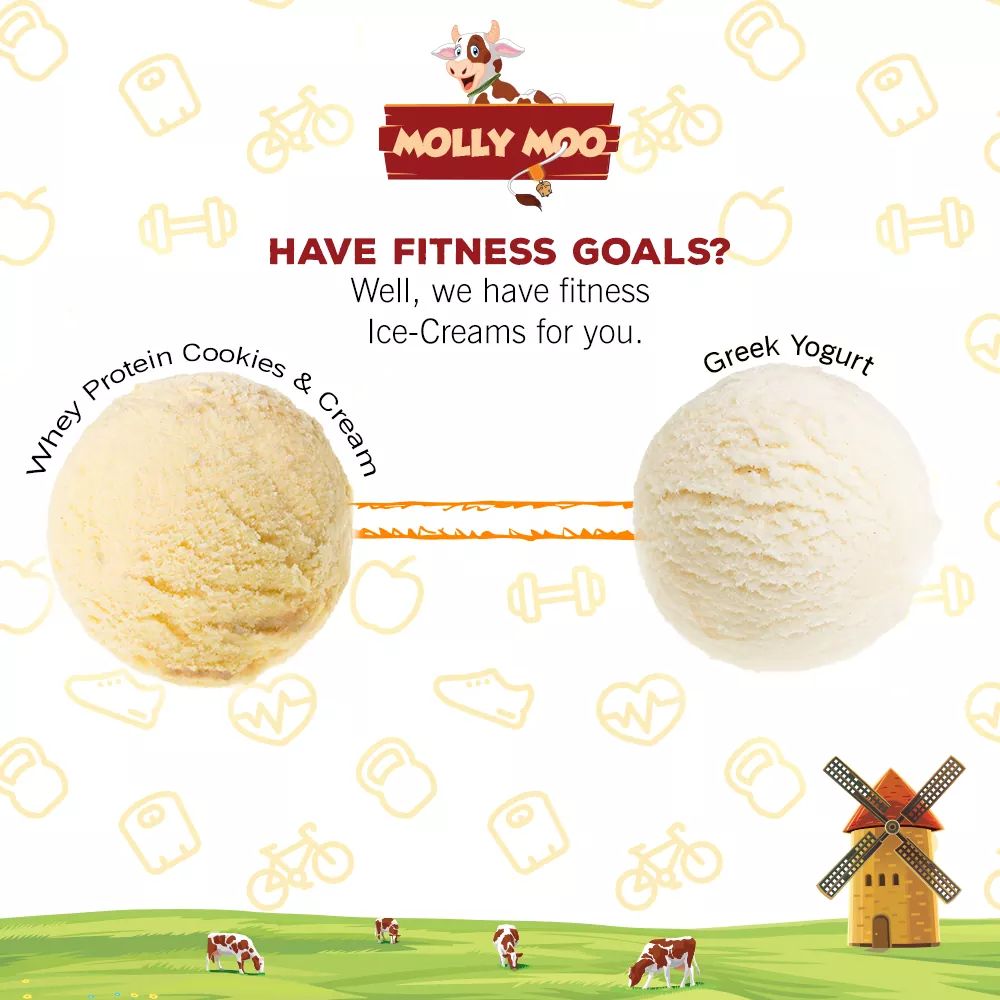 MOLLY MOO
HAVE FITNESS GOALS?
Well, we have fitness
Ice-Creams for you.
Whey Protein Cookies & Cream
Greek Yogurt